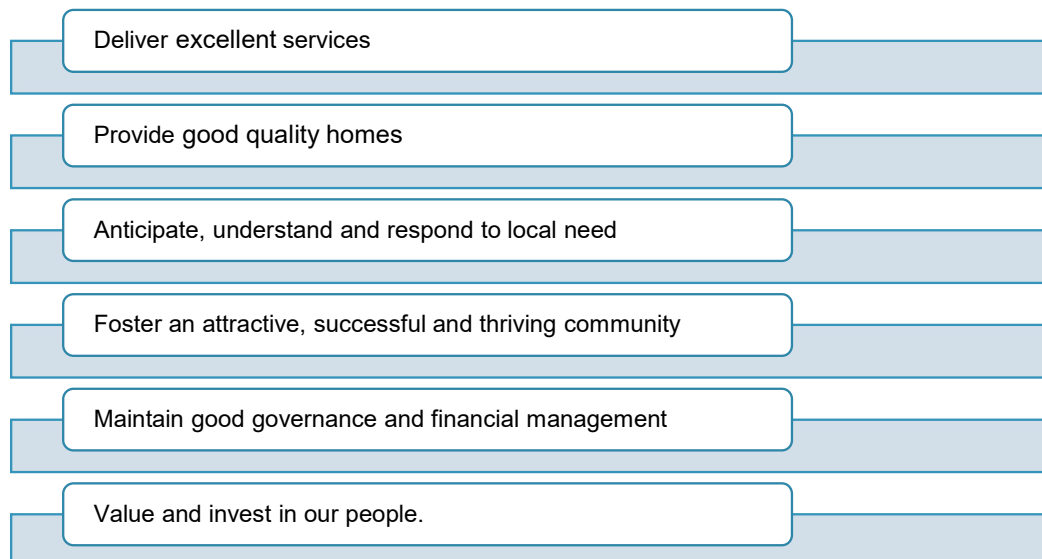 Deliver excellent services
Provide good quality homes
Anticipate, understand and respond to local need
Foster an attractive, successful and thriving community
Maintain good governance and financial management
Value and invest in our people.